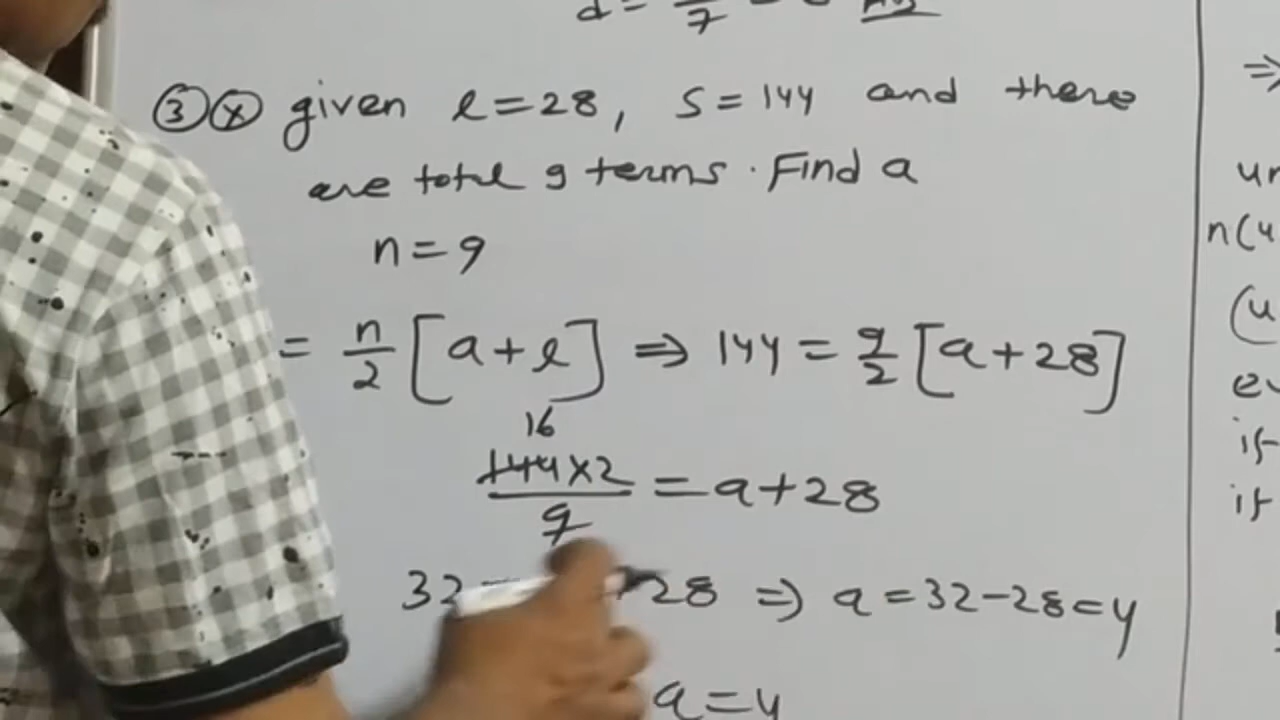 ③ⓧ given l=28, S=144 and there
are total 9 terms. Find a
n=9
= n/2 [a+l] ⇒ 144 = 9/2 [a+28]
16
144×2/9 = a+28
32 28 ⇒ a=32-28=4
a=4